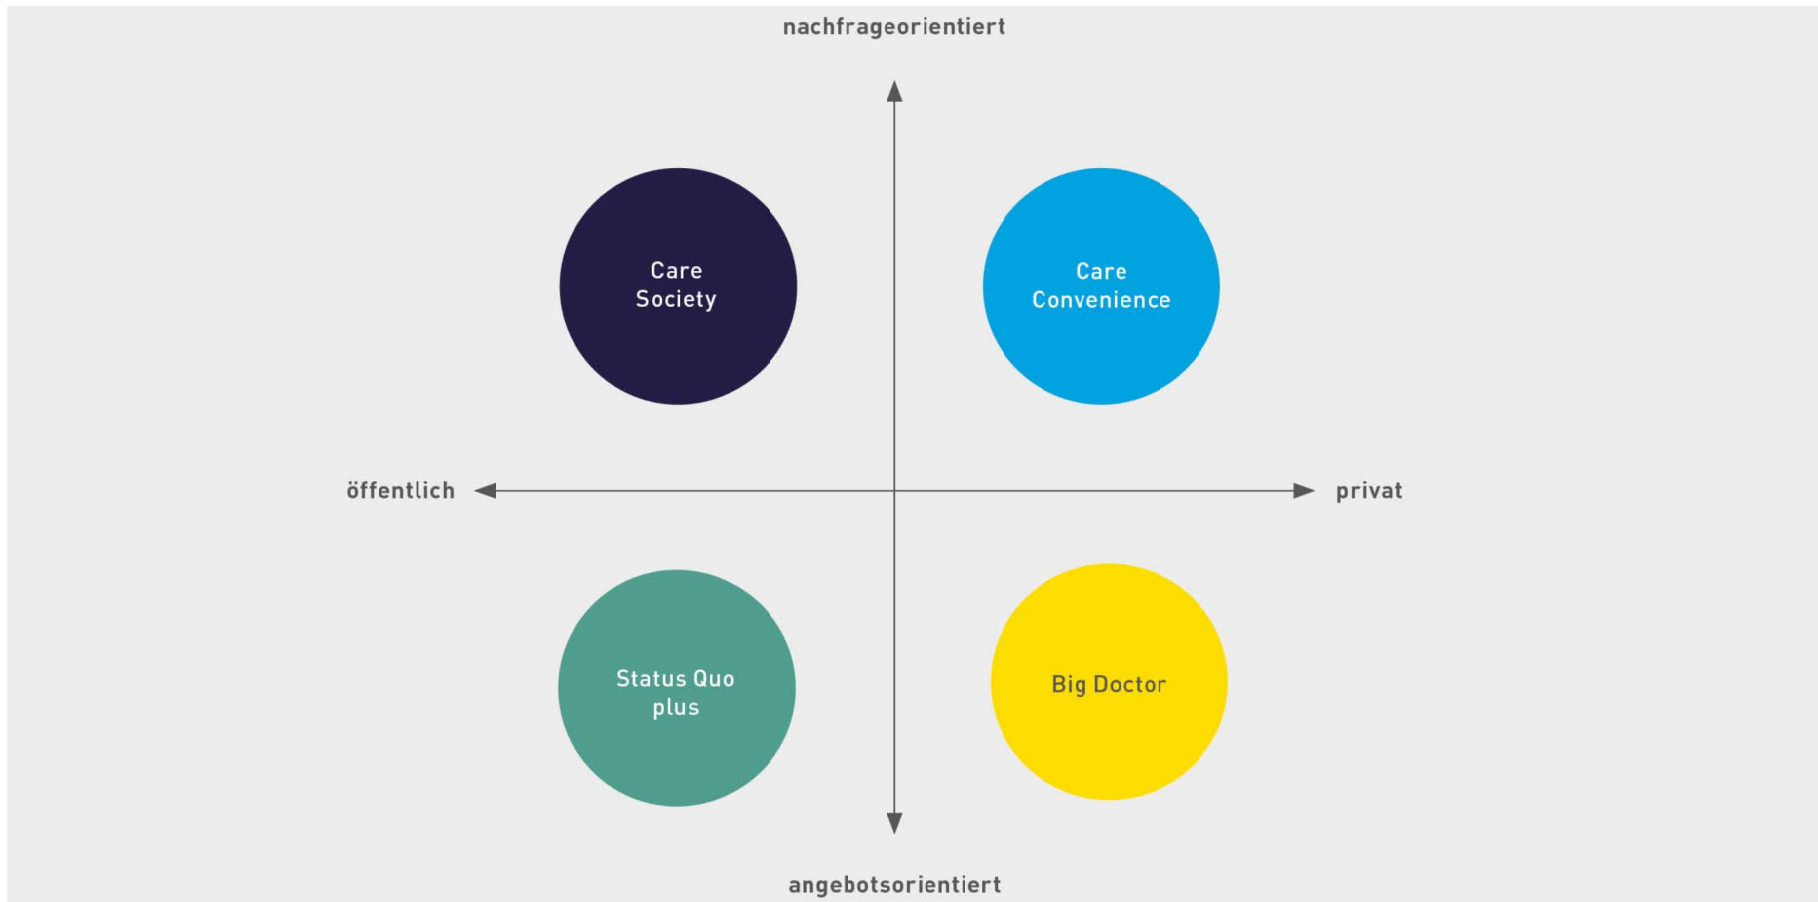 nachfrageorientiert
Care
Society
Care
Convenience
öffentlich
privat
Status Quo
plus
Big Doctor
angebotsorientiert